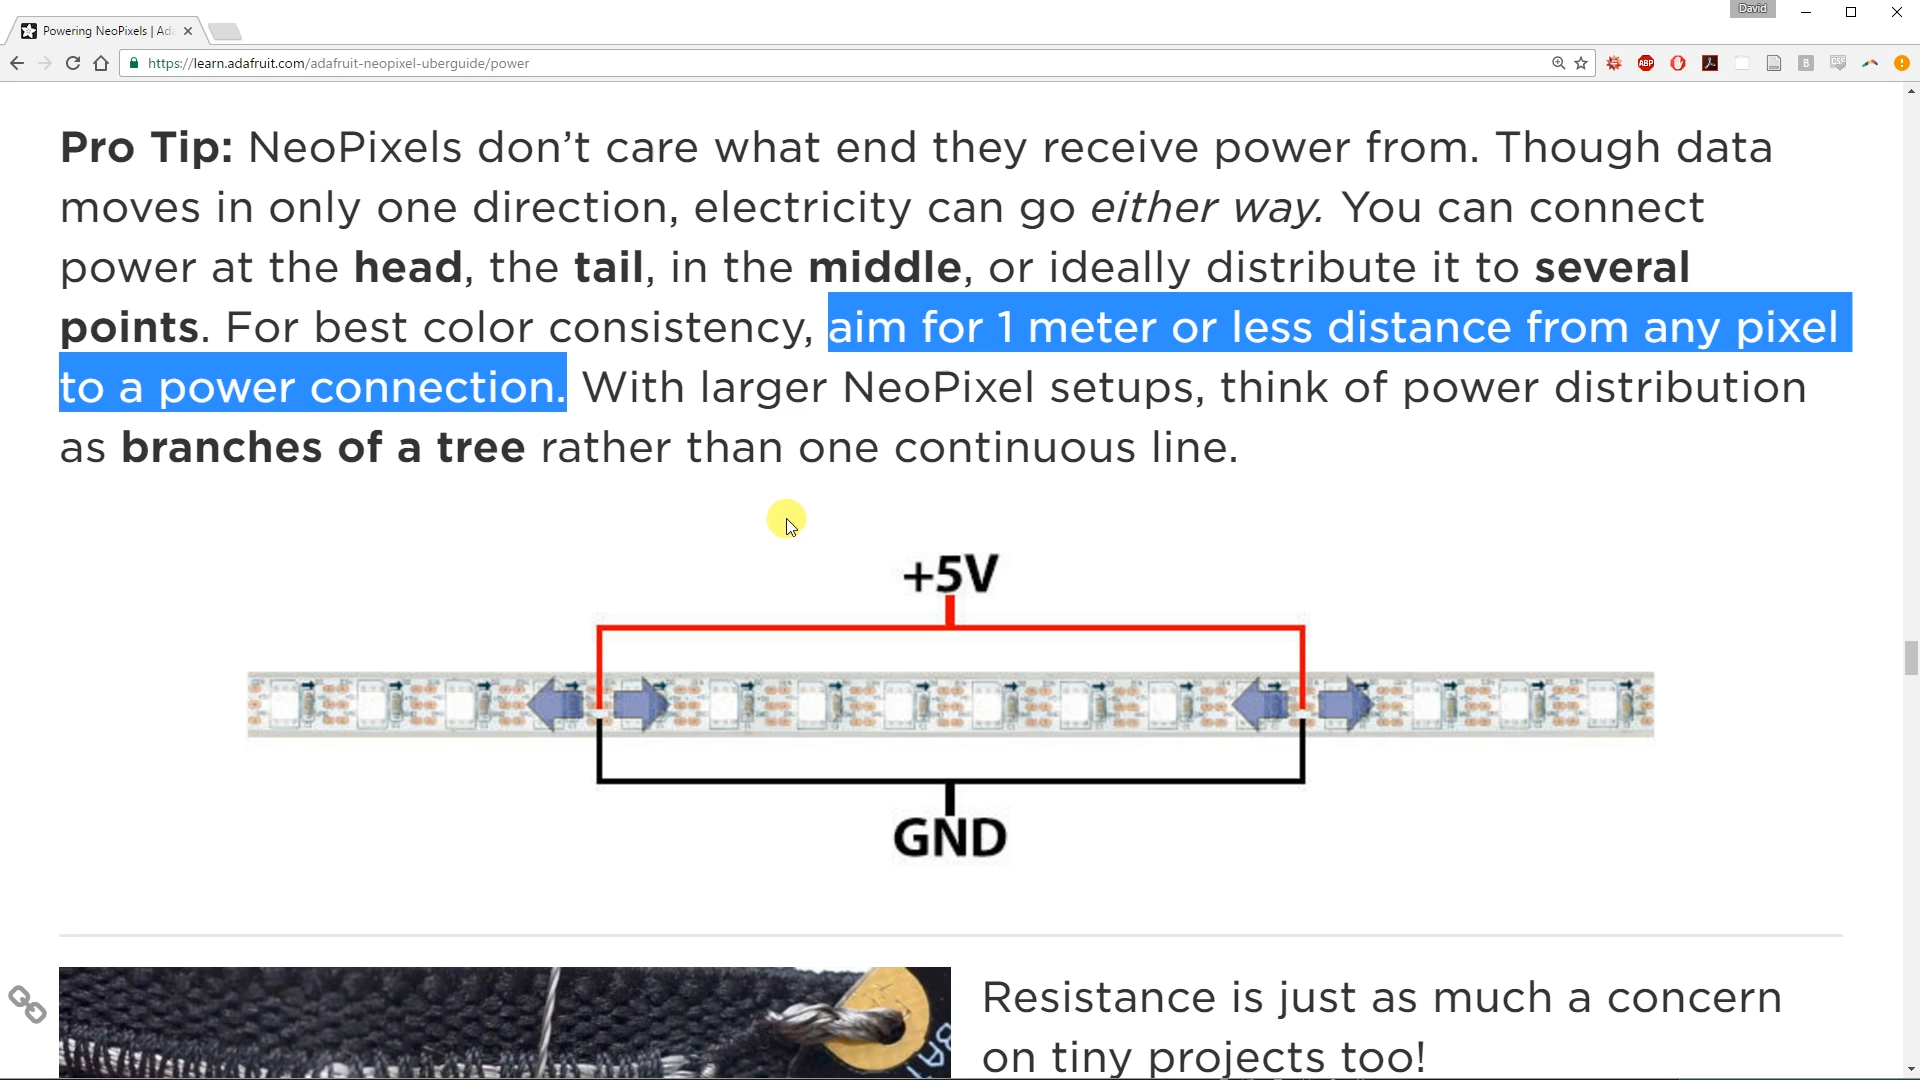 David
Powering NeoPixels | Ada
https://learn.adafruit.com/adafruit-neopixel-uberguide/power
ABP
B
CSC
Pro Tip: NeoPixels don’t care what end they receive power from. Though data
moves in only one direction, electricity can go either way. You can connect
power at the head, the tail, in the middle, or ideally distribute it to several
points. For best color consistency, aim for 1 meter or less distance from any pixel
to a power connection. With larger NeoPixel setups, think of power distribution
as branches of a tree rather than one continuous line.
+5V
GND
Resistance is just as much a concern
on tiny projects too!